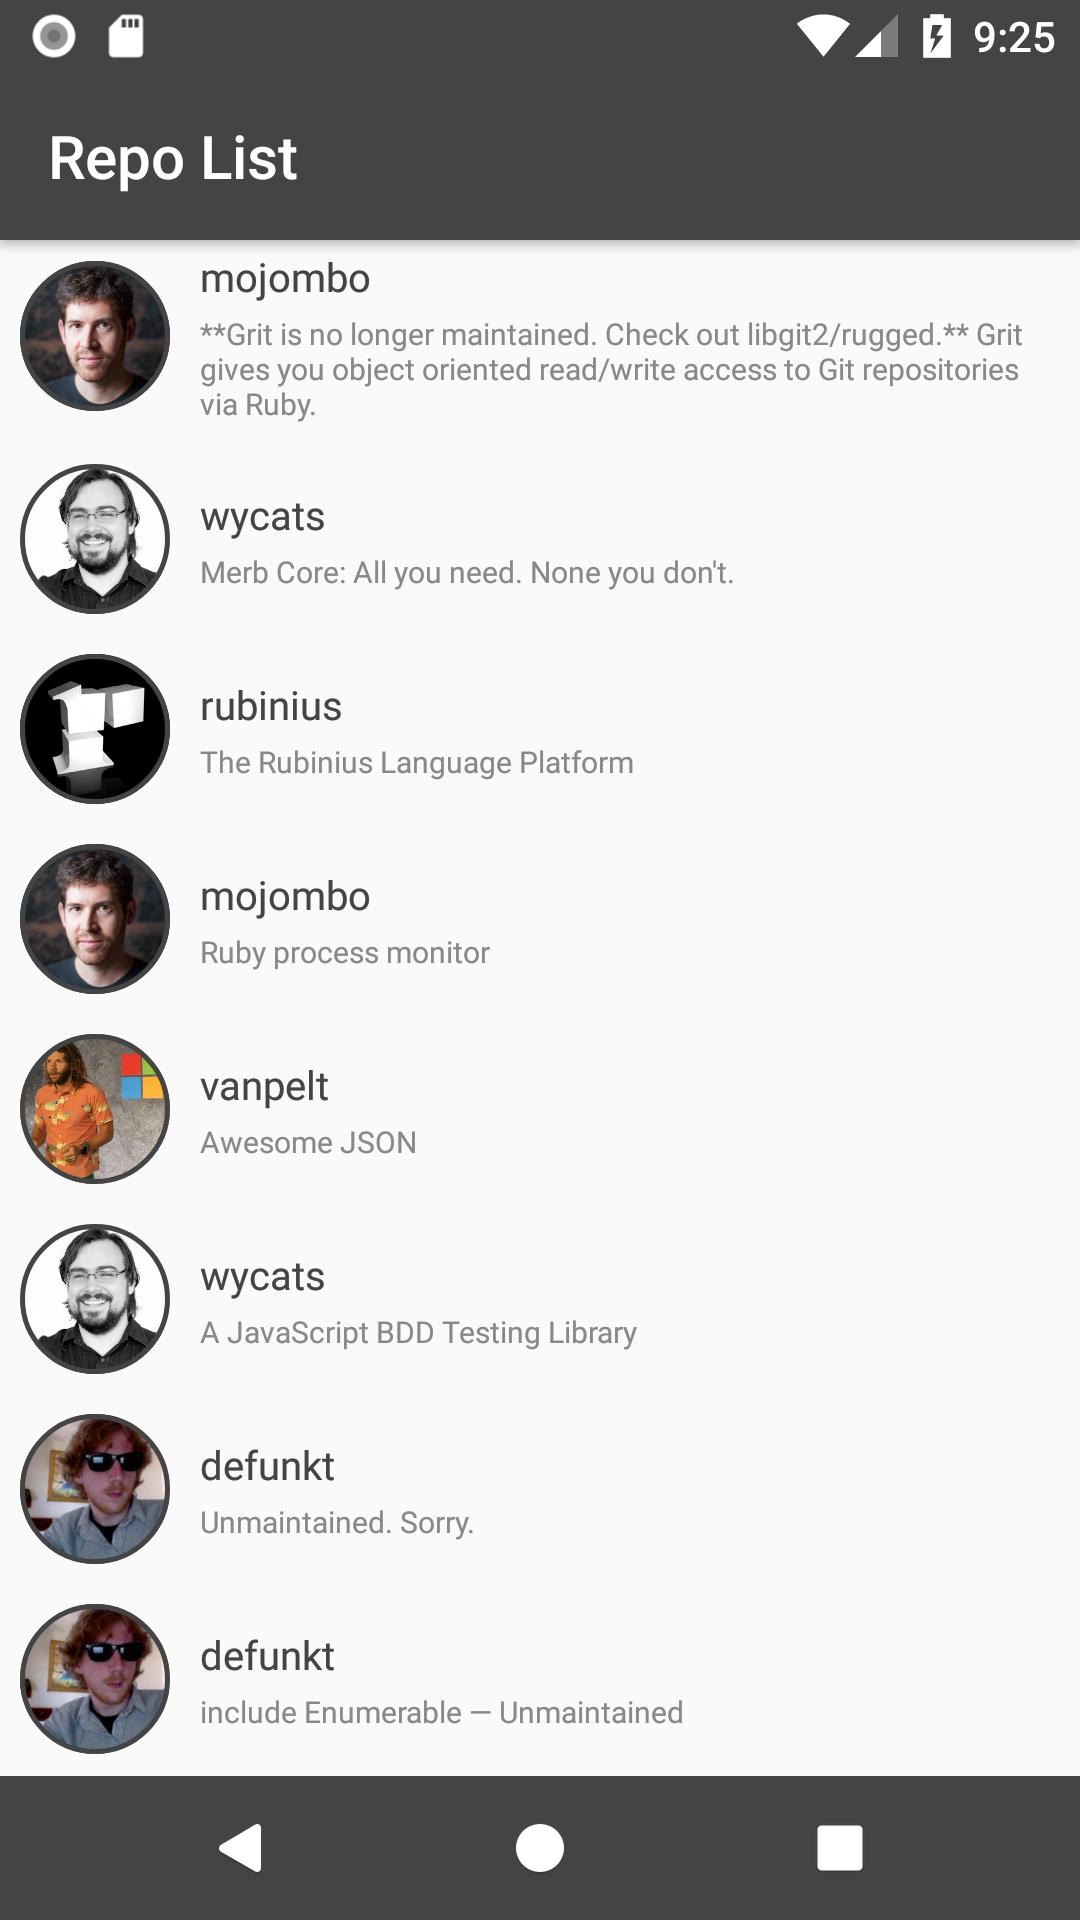 9:25
Repo List
mojombo
**Grit is no longer maintained. Check out libgit2/rugged.** Grit
gives you object oriented read/write access to Git repositories
via Ruby.
wycats
Merb Core: All you need. None you don't.
rubinius
The Rubinius Language Platform
mojombo
Ruby process monitor
vanpelt
Awesome JSON
wycats
A JavaScript BDD Testing Library
defunkt
Unmaintained. Sorry.
defunkt
include Enumerable — Unmaintained